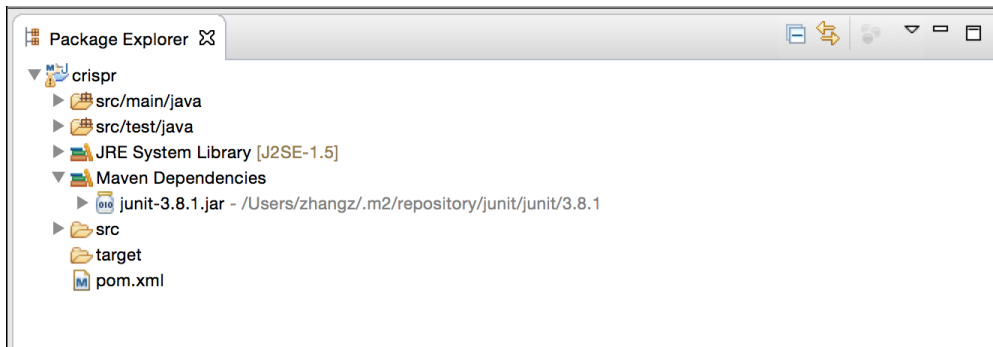 Package Explorer
crispr
src/main/java
src/test/java
JRE System Library [J2SE-1.5]
Maven Dependencies
junit-3.8.1.jar - /Users/zhangz/.m2/repository/junit/junit/3.8.1
src
target
pom.xml